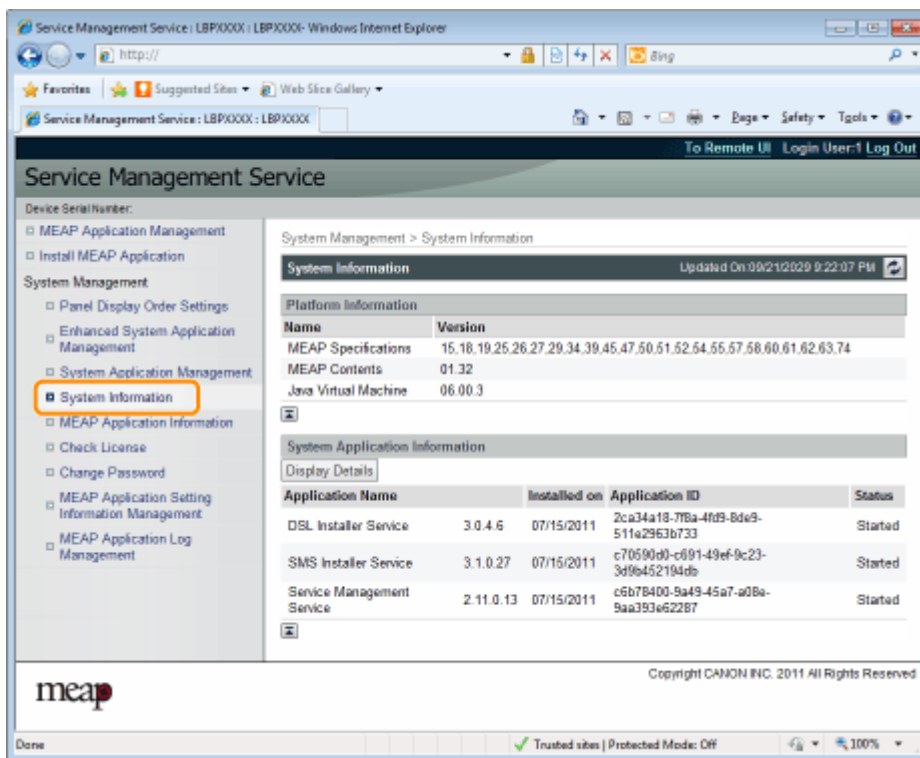 Service Management Service : LBPXXXX : LBPXXXX- Windows Internet Explorer
http://
Bing
Favorites Suggested Sites Web Slice Gallery
Service Management Service : LBPXXXX : LBPXXXX
Page Safety Tools
To Remote UI Login User:1 Log Out
Service Management Service
Device Serial Number:
MEAP Application Management
Install MEAP Application
System Management
Panel Display Order Settings
Enhanced System Application
Management
System Application Management
System Information
MEAP Application Information
Check License
Change Password
MEAP Application Setting
Information Management
MEAP Application Log
Management
System Management > System Information
System Information Updated On:09/21/2029 9:22:07 PM
Platform Information
Name Version
MEAP Specifications 15,18,19,25,26,27,29,34,39,45,47,50,51,52,54,55,57,58,60,61,62,63,74
MEAP Contents 01.32
Java Virtual Machine 06.00.3
System Application Information
Display Details
Application Name Installed on Application ID Status
DSL Installer Service 3.0.4.6 07/15/2011 2ca34a18-7f8a-4fd9-8de9-
511e2963b733 Started
SMS Installer Service 3.1.0.27 07/15/2011 c70590d0-c691-49ef-9c23-
3d9b452194db Started
Service Management
Service 2.11.0.13 07/15/2011 c6b78400-9a49-45a7-a08e-
9aa393e62287 Started
Copyright CANON INC. 2011 All Rights Reserved
meap
Done Trusted sites | Protected Mode: Off 100%